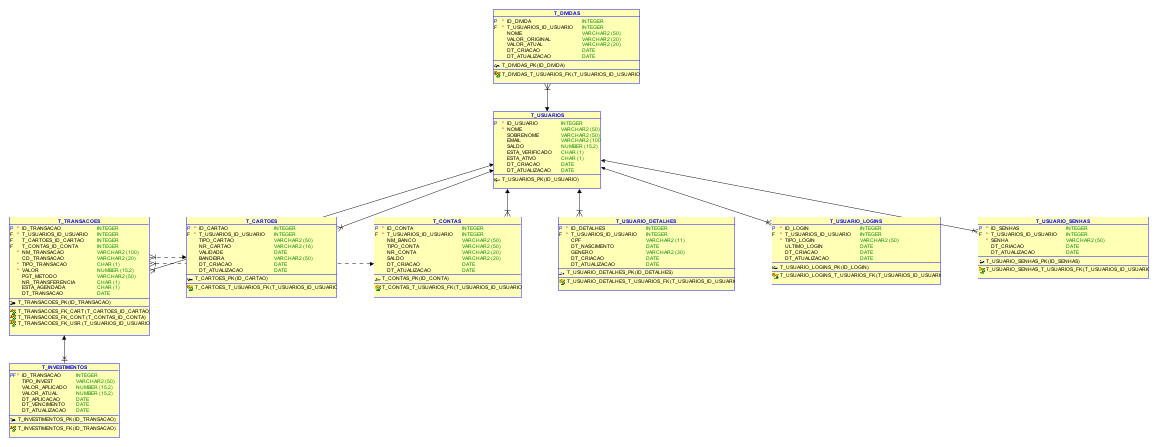 T_DIVIDAS
P * ID_DIVIDA INTEGER
F * T_USUARIOS_ID_USUARIO INTEGER
NOME VARCHAR2 (50)
VALOR_ORIGINAL VARCHAR2 (20)
VALOR_ATUAL VARCHAR2 (20)
DT_CRIACAO DATE
DT_ATUALIZACAO DATE
T_DIVIDAS_PK (ID_DIVIDA)
T_DIVIDAS_T_USUARIOS_FK (T_USUARIOS_ID_USUARIO
T_USUARIOS
P * ID_USUARIO INTEGER
* NOME VARCHAR2 (50)
SOBRENOME VARCHAR2 (50)
EMAIL VARCHAR2 (100
SALDO NUMBER (15,2)
ESTA_VERIFICADO CHAR (1)
ESTA_ATIVO CHAR (1)
DT_CRIACAO DATE
DT_ATUALIZACAO DATE
T_USUARIOS_PK (ID_USUARIO)
T_TRANSACOES
P * ID_TRANSACAO INTEGER
F * T_USUARIOS_ID_USUARIO INTEGER
F T_CARTOES_ID_CARTAO INTEGER
F T_CONTAS_ID_CONTA INTEGER
* NM_TRANSACAO VARCHAR2 (100)
CD_TRANSACAO VARCHAR2 (20)
* TIPO_TRANSACAO CHAR (1)
* VALOR NUMBER (15,2)
PGT_METODO VARCHAR2 (50)
NR_TRANSFERENCIA CHAR (1)
ESTA_AGENDADA CHAR (1)
DT_TRANSACAO DATE
T_TRANSACOES_PK (ID_TRANSACAO)
T_TRANSACOES_FK_CART (T_CARTOES_ID_CARTAO)
T_TRANSACOES_FK_CONT (T_CONTAS_ID_CONTA)
T_TRANSACOES_FK_USR (T_USUARIOS_ID_USUARIO
T_CARTOES
P * ID_CARTAO INTEGER
F * T_USUARIOS_ID_USUARIO INTEGER
TIPO_CARTAO VARCHAR2 (50)
NR_CARTAO VARCHAR2 (16)
VALIDADE DATE
BANDEIRA VARCHAR2 (50)
DT_CRIACAO DATE
DT_ATUALIZACAO DATE
T_CARTOES_PK (ID_CARTAO)
T_CARTOES_T_USUARIOS_FK (T_USUARIOS_ID_USUARIO
T_CONTAS
P * ID_CONTA INTEGER
F * T_USUARIOS_ID_USUARIO INTEGER
NM_BANCO VARCHAR2 (50)
TIPO_CONTA VARCHAR2 (50)
NR_CONTA VARCHAR2 (20)
SALDO VARCHAR2 (20)
DT_CRIACAO DATE
DT_ATUALIZACAO DATE
T_CONTAS_PK (ID_CONTA)
T_CONTAS_T_USUARIOS_FK (T_USUARIOS_ID_USUARIO
T_USUARIO_DETALHES
P * ID_DETALHES INTEGER
F * T_USUARIOS_ID_USUARIO INTEGER
CPF VARCHAR2 (11)
DT_NASCIMENTO DATE
GENERO VARCHAR2 (30)
DT_CRIACAO DATE
DT_ATUALIZACAO DATE
T_USUARIO_DETALHES_PK (ID_DETALHES)
T_USUARIO_DETALHES_T_USUARIOS_FK (T_USUARIOS_ID_USUAR
T_USUARIO_LOGINS
P * ID_LOGIN INTEGER
F * T_USUARIOS_ID_USUARIO INTEGER
* TIPO_LOGIN VARCHAR2 (50)
ULTIMO_LOGIN DATE
DT_CRIACAO DATE
DT_ATUALIZACAO DATE
T_USUARIO_LOGINS_PK (ID_LOGIN)
T_USUARIO_LOGINS_T_USUARIOS_FK (T_USUARIOS_ID_USUAR
T_USUARIO_SENHAS
P * ID_SENHAS INTEGER
F * T_USUARIOS_ID_USUARIO INTEGER
* SENHA VARCHAR2 (50)
DT_CRIACAO DATE
DT_ATUALIZACAO DATE
T_USUARIO_SENHAS_PK (ID_SENHAS)
T_USUARIO_SENHAS_T_USUARIOS_FK (T_USUARIOS_ID_USUAR
T_INVESTIMENTOS
PF * ID_TRANSACAO INTEGER
TIPO_INVEST VARCHAR2 (50)
VALOR_APLICADO NUMBER (15,2)
VALOR_ATUAL NUMBER (15,2)
DT_APLICACAO DATE
DT_VENCIMENTO DATE
DT_ATUALIZACAO DATE
T_INVESTIMENTOS_PK (ID_TRANSACAO)
T_INVESTIMENTOS_FK (ID_TRANSACAO)